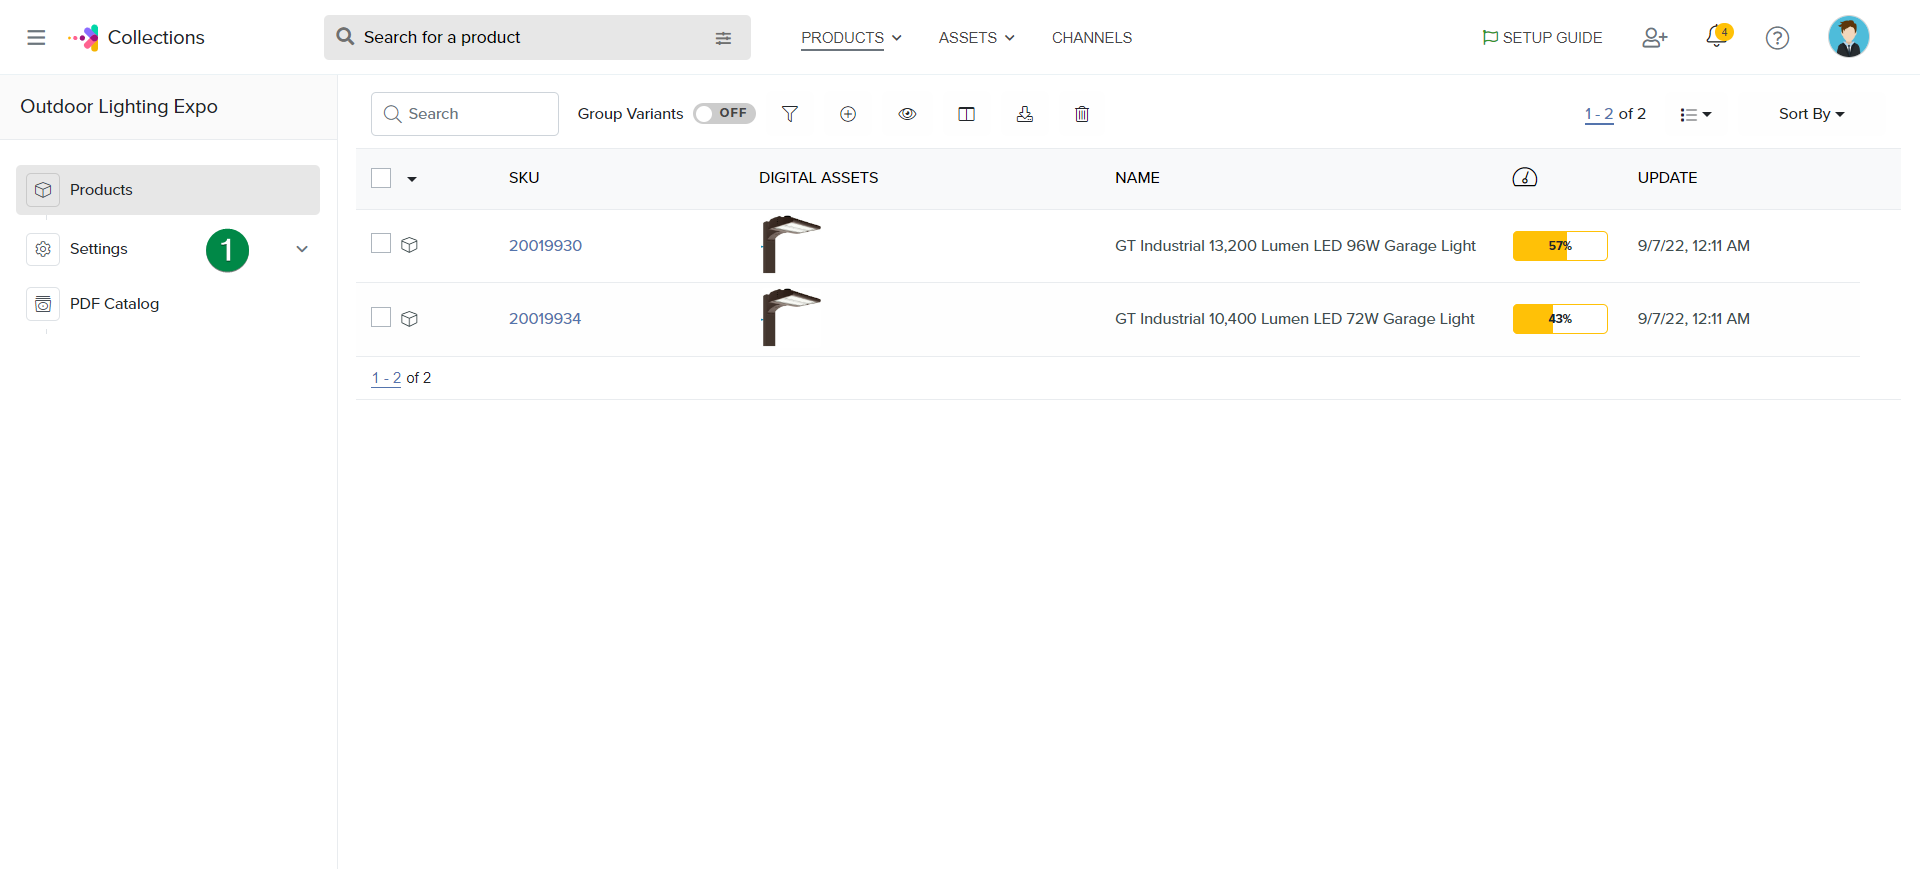 Collections
Search for a product
PRODUCTS
ASSETS
CHANNELS
SETUP GUIDE
4
Outdoor Lighting Expo
Search
Group Variants OFF
1 - 2 of 2
Sort By
Products
Settings
1
PDF Catalog
SKU DIGITAL ASSETS NAME UPDATE
20019930 GT Industrial 13,200 Lumen LED 96W Garage Light 57% 9/7/22, 12:11 AM
20019934 GT Industrial 10,400 Lumen LED 72W Garage Light 43% 9/7/22, 12:11 AM
1 - 2 of 2